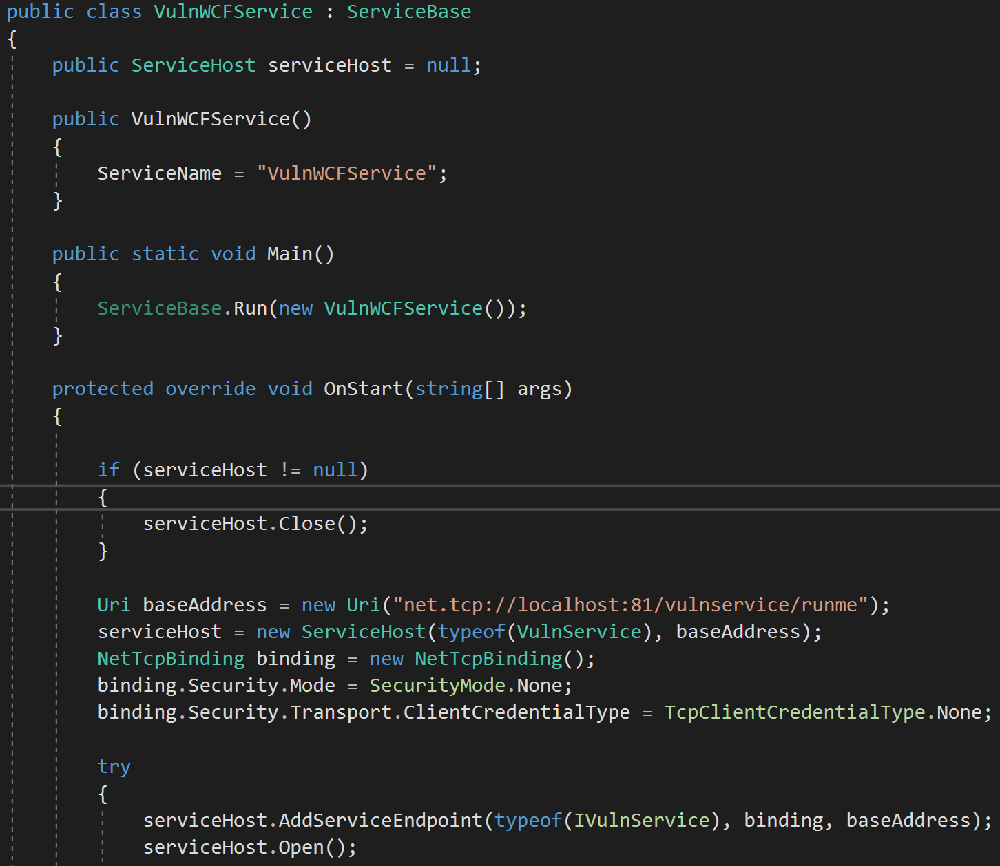 public class VulnWCFService : ServiceBase
{
    public ServiceHost serviceHost = null;

    public VulnWCFService()
    {
        ServiceName = "VulnWCFService";
    }

    public static void Main()
    {
        ServiceBase.Run(new VulnWCFService());
    }

    protected override void OnStart(string[] args)
    {

        if (serviceHost != null)
        {
            serviceHost.Close();
        }

        Uri baseAddress = new Uri("net.tcp://localhost:81/vulnservice/runme");
        serviceHost = new ServiceHost(typeof(VulnService), baseAddress);
        NetTcpBinding binding = new NetTcpBinding();
        binding.Security.Mode = SecurityMode.None;
        binding.Security.Transport.ClientCredentialType = TcpClientCredentialType.None;

        try
        {
            serviceHost.AddServiceEndpoint(typeof(IVulnService), binding, baseAddress);
            serviceHost.Open();